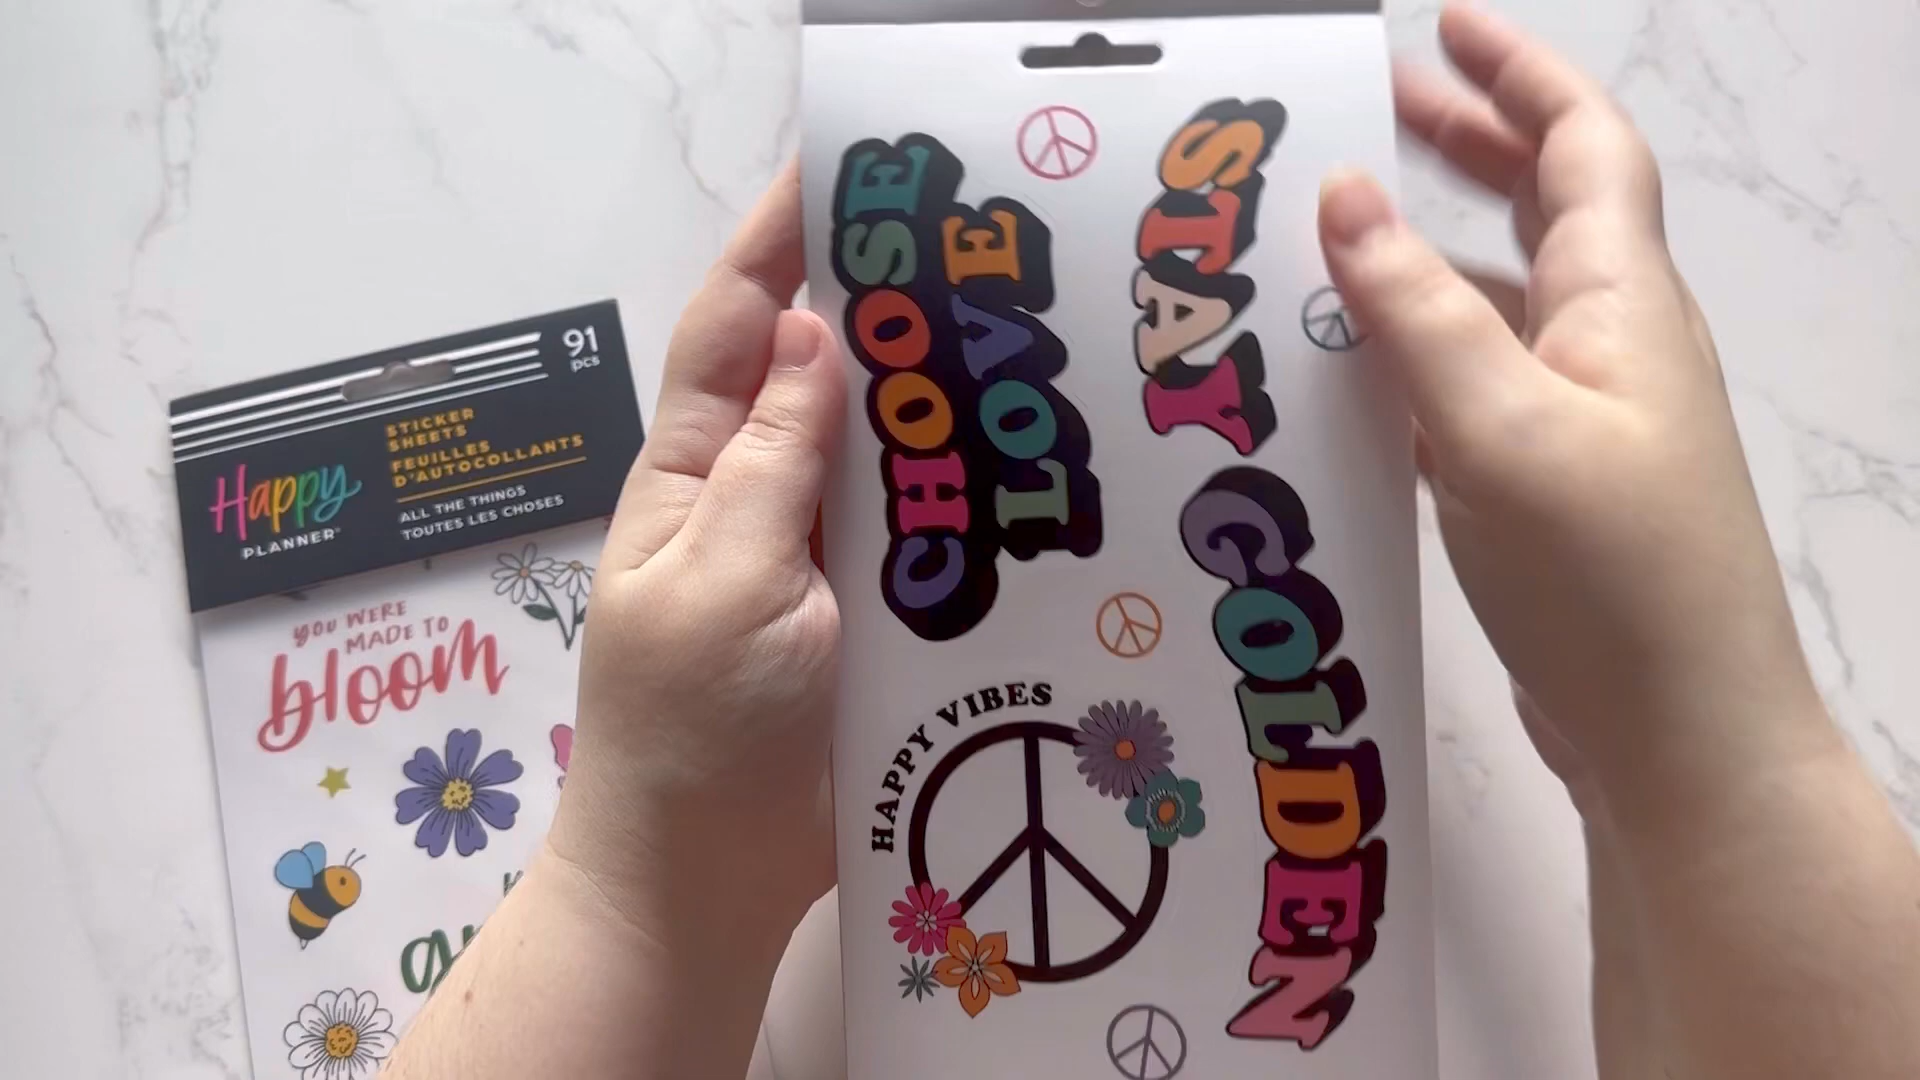 91
pcs
STICKER
SHEETS
FEUILLES
D'AUTOCOLLANTS
ALL THE THINGS
TOUTES LES CHOSES
Happy
PLANNER®
YOU WERE
MADE TO
bloom
CHOOSE
LOVE
STAY
GOLDEN
HAPPY VIBES